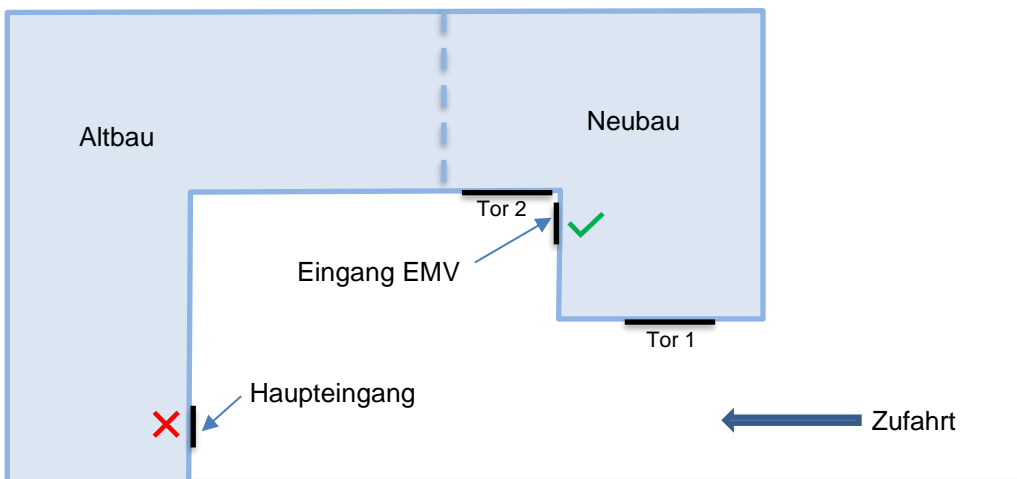 Neubau
Altbau
Tor 2
Eingang EMV
Tor 1
Haupteingang
Zufahrt